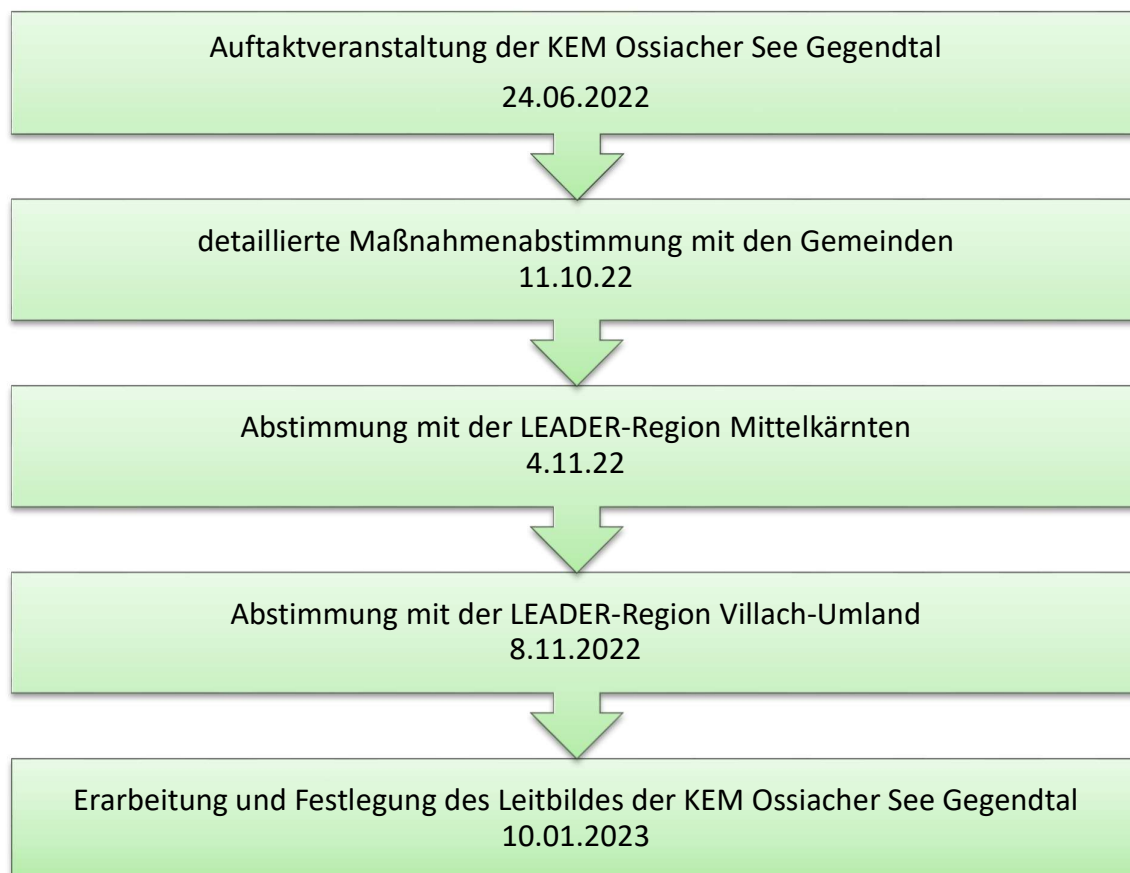 Auftaktveranstaltung der KEM Ossiacher See Gegendtal
24.06.2022
detaillierte Maßnahmenabstimmung mit den Gemeinden
11.10.22
Abstimmung mit der LEADER-Region Mittelkärnten
4.11.22
Abstimmung mit der LEADER-Region Villach-Umland
8.11.2022
Erarbeitung und Festlegung des Leitbildes der KEM Ossiacher See Gegendtal
10.01.2023